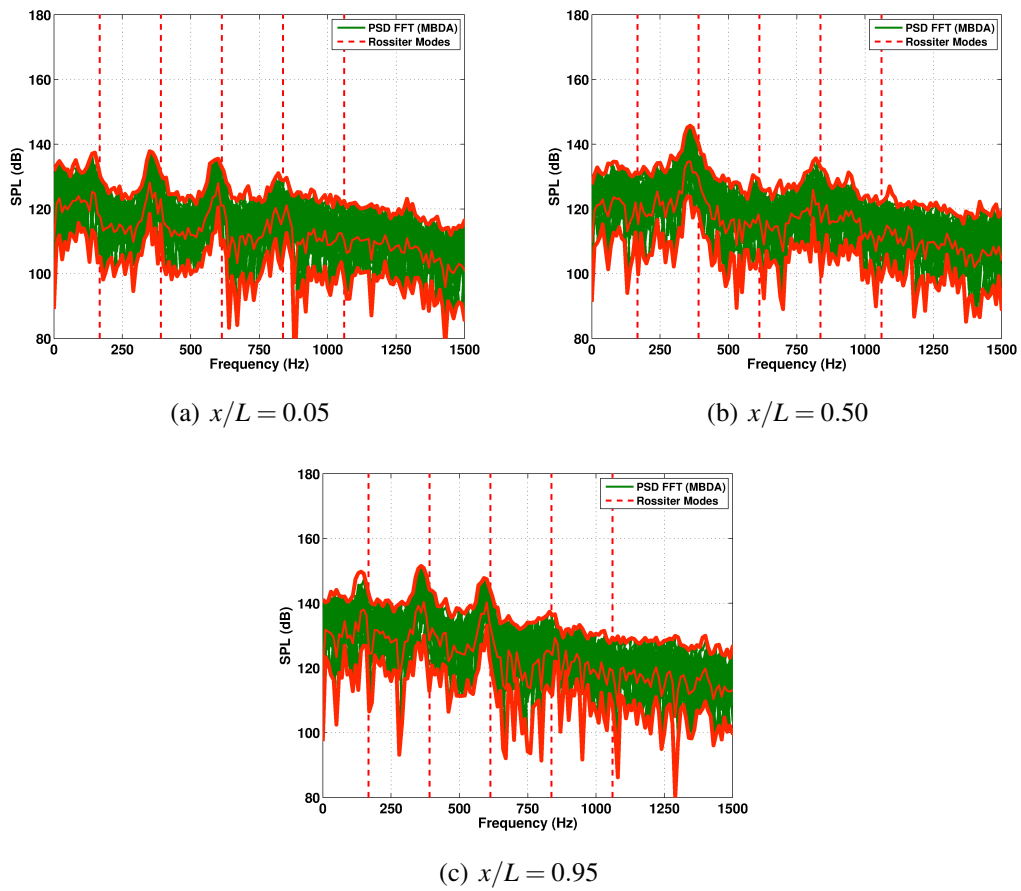 180
160
140
120
100
80
SPL (dB)
0 250 500 750 1000 1250 1500
Frequency (Hz)
PSD FFT (MBDA)
Rossiter Modes
(a) x/L = 0.05
180
160
140
120
100
80
SPL (dB)
0 250 500 750 1000 1250 1500
Frequency (Hz)
PSD FFT (MBDA)
Rossiter Modes
(b) x/L = 0.50
180
160
140
120
100
80
SPL (dB)
0 250 500 750 1000 1250 1500
Frequency (Hz)
PSD FFT (MBDA)
Rossiter Modes
(c) x/L = 0.95